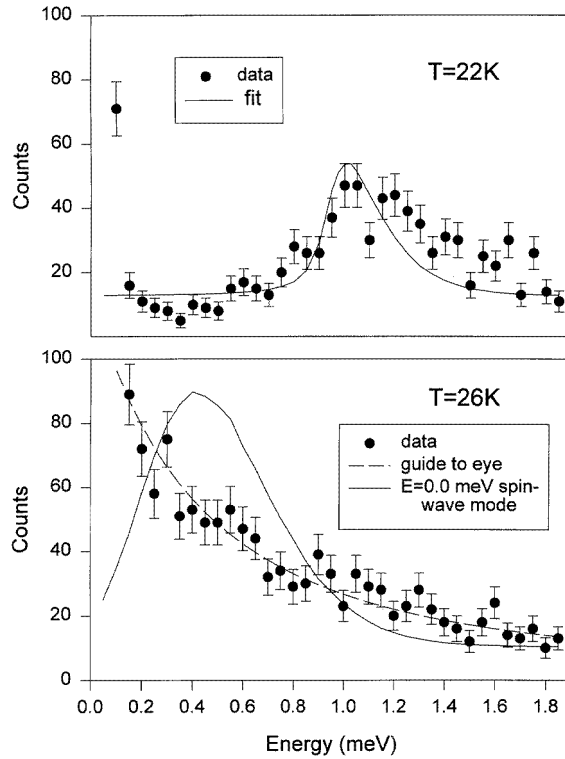 100
80
60
40
20
Counts
data
fit
T=22K
100
80
60
40
20
0
Counts
T=26K
data
guide to eye
E=0.0 meV spin-
wave mode
0.0 0.2 0.4 0.6 0.8 1.0 1.2 1.4 1.6 1.8
Energy (meV)